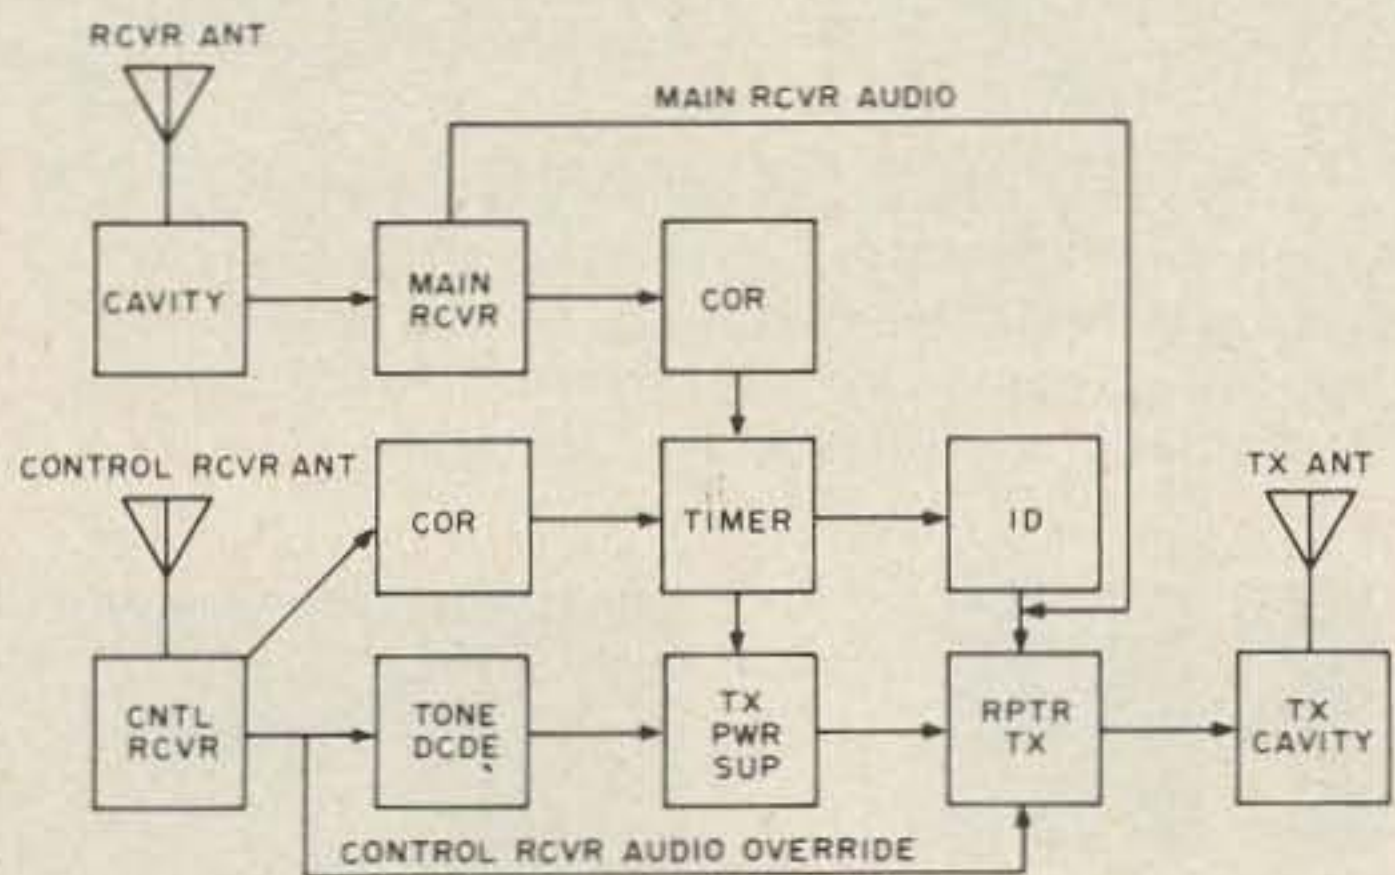 RCVR ANT
MAIN RCVR AUDIO
CAVITY
MAIN
RCVR
COR
CONTROL RCVR ANT
COR
TIMER
ID
TX ANT
CNTL
RCVR
TONE
DCDE
TX
PWR
SUP
RPTR
TX
TX
CAVITY
CONTROL RCVR AUDIO OVERRIDE